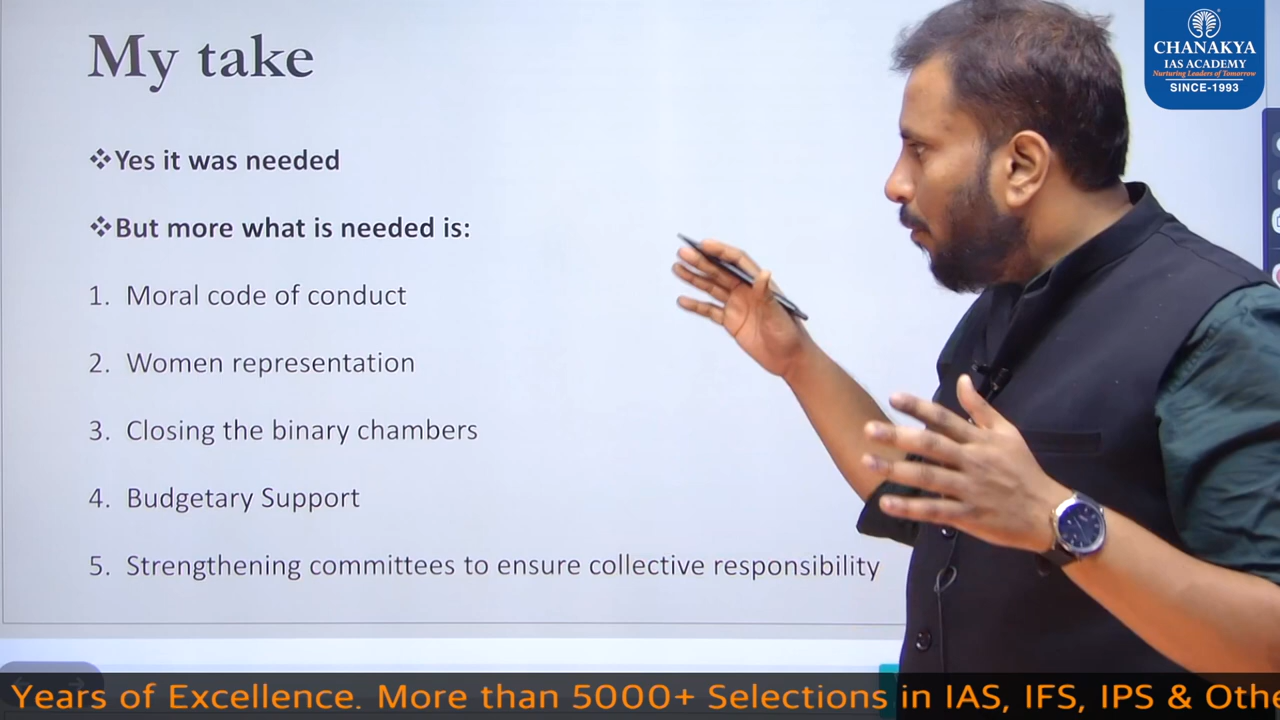 My take
❖Yes it was needed
❖But more what is needed is:
1. Moral code of conduct
2. Women representation
3. Closing the binary chambers
4. Budgetary Support
5. Strengthening committees to ensure collective responsibility
CHANAKYA
IAS ACADEMY
Nurturing Leaders of Tomorrow
SINCE-1993
Years of Excellence. More than 5000+ Selections in IAS, IFS, IPS & Othe